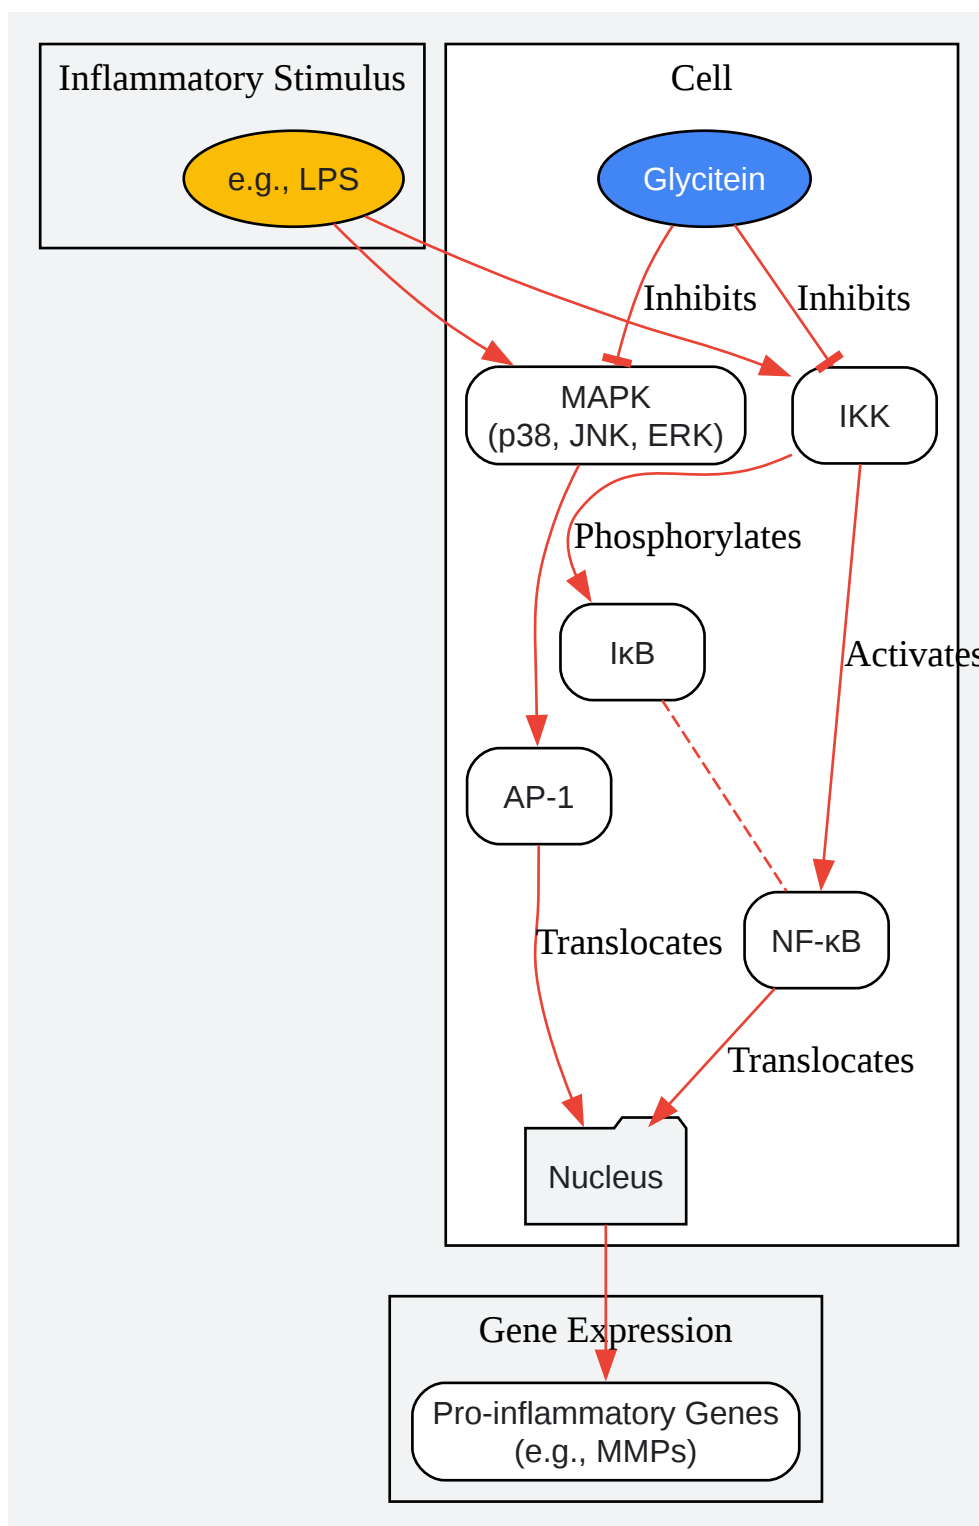 Inflammatory Stimulus
Cell
e.g., LPS
Glycitein
Inhibits
Inhibits
MAPK
(p38, JNK, ERK)
IKK
Phosphorylates
IκB
Activates
AP-1
Translocates
NF-κB
Translocates
Nucleus
Gene Expression
Pro-inflammatory Genes
(e.g., MMPs)